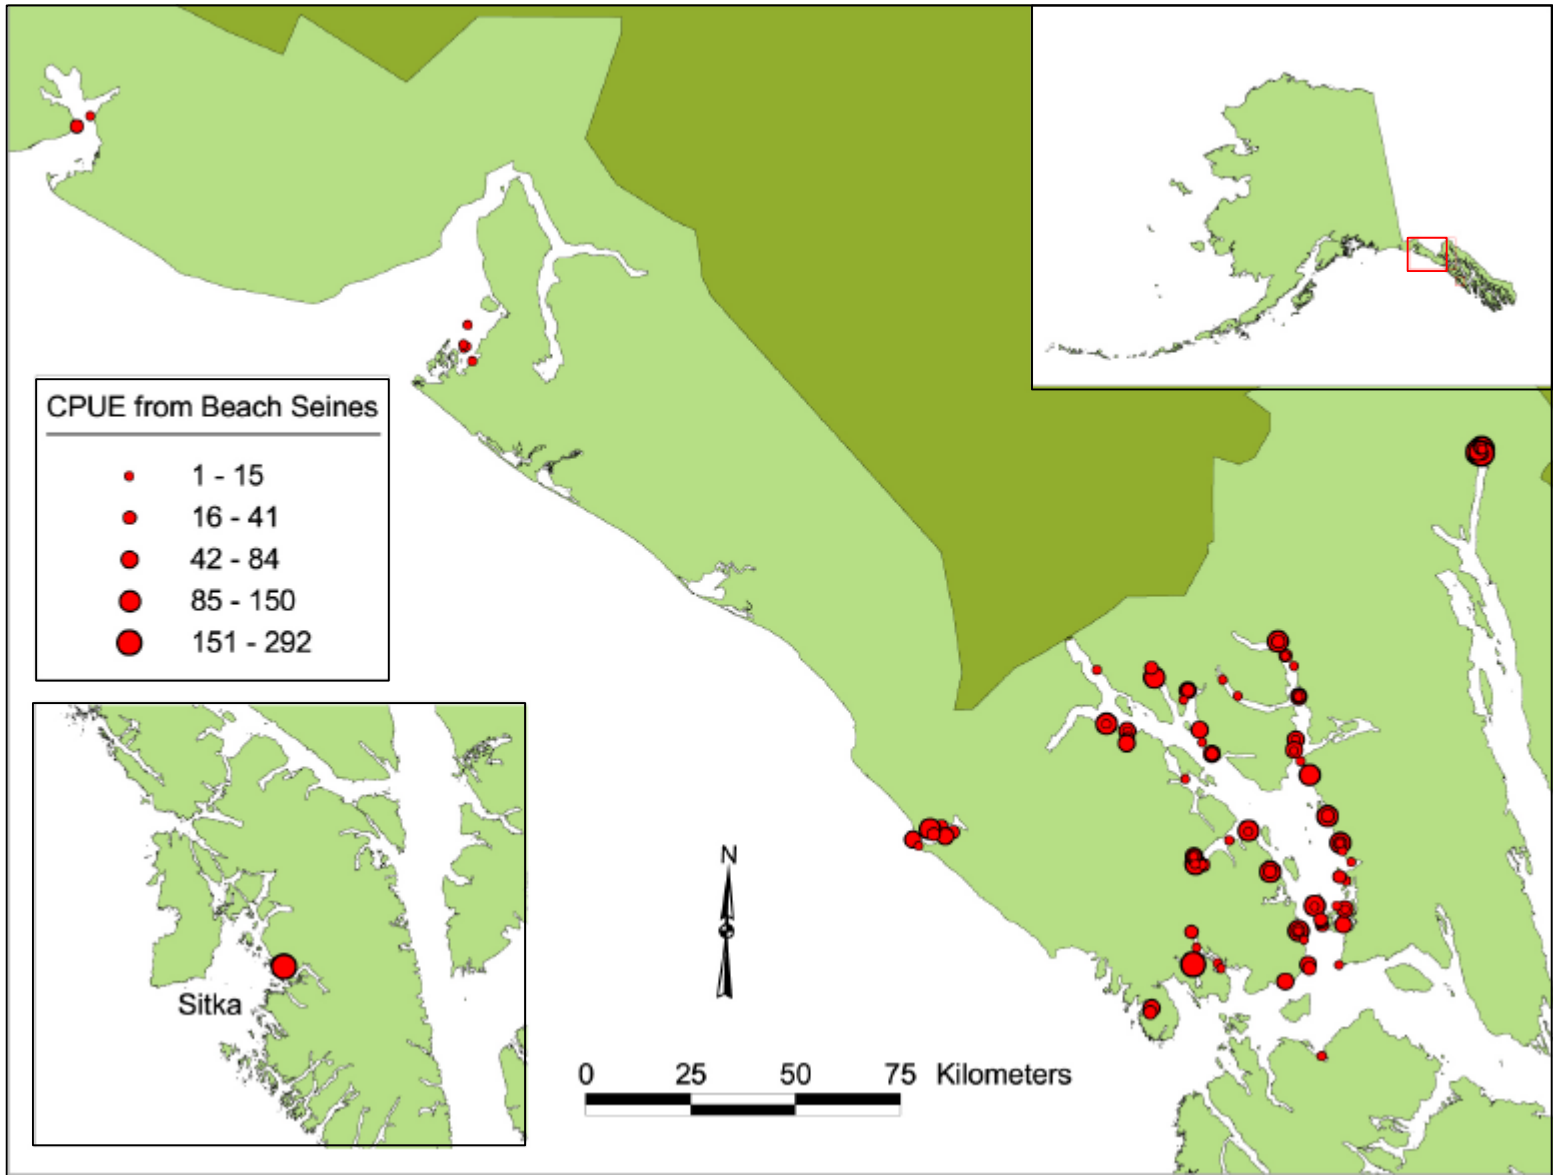 CPUE from Beach Seines
1 - 15
16 - 41
42 - 84
85 - 150
151 - 292
Sitka
N
0 25 50 75 Kilometers